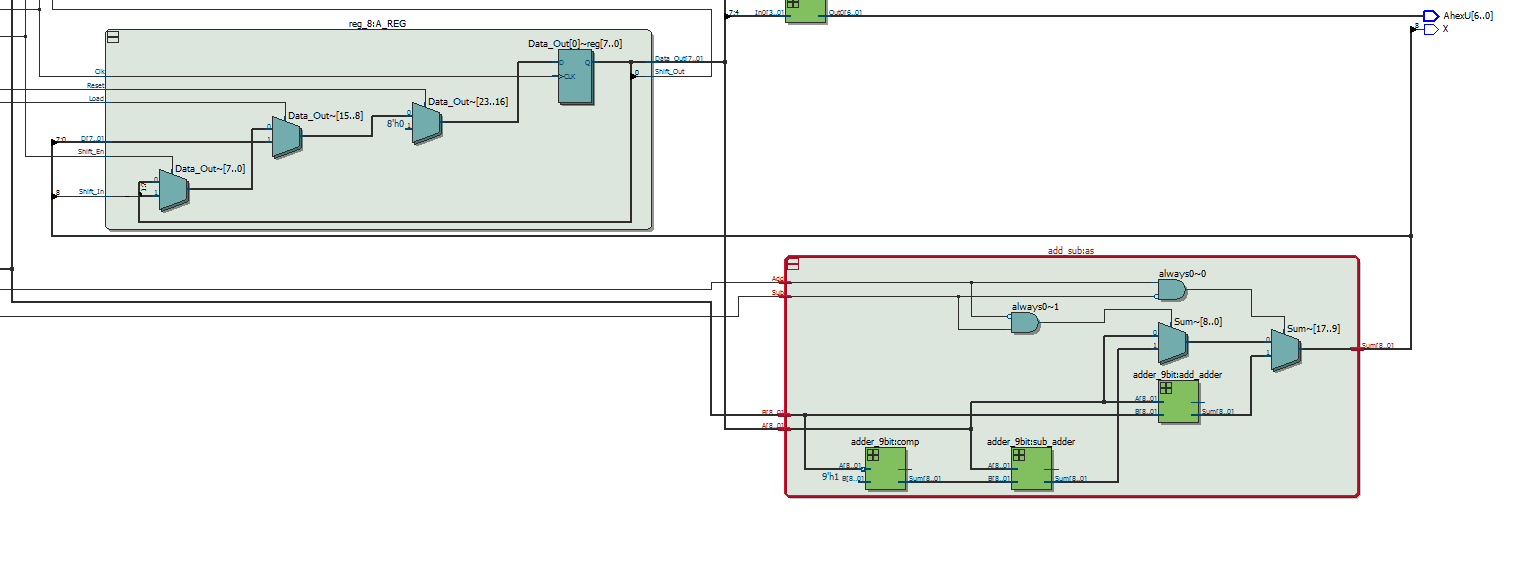 7:4
In0[3..0]
Out0[6..0]
AhexU[6..0]
8
X
reg_8:A_REG
Data_Out[0]~reg[7..0]
D
Q
CLK
Data_Out[7..0]
0
Shift_Out
Clk
Reset
Load
Data_Out~[23..16]
0
8'h0
1
Data_Out~[15..8]
0
1
7:0
D[7..0]
Shift_En
Data_Out~[7..0]
0
1
8
Shift_In
add_sub:as
Add
Sub
always0~0
always0~1
Sum~[8..0]
0
1
Sum~[17..9]
0
1
Sum[8..0]
adder_9bit:add_adder
A[8..0]
B[8..0]
Sum[8..0]
B[8..0]
A[8..0]
adder_9bit:comp
A[8..0]
9'h1
B[8..0]
Sum[8..0]
adder_9bit:sub_adder
A[8..0]
B[8..0]
Sum[8..0]